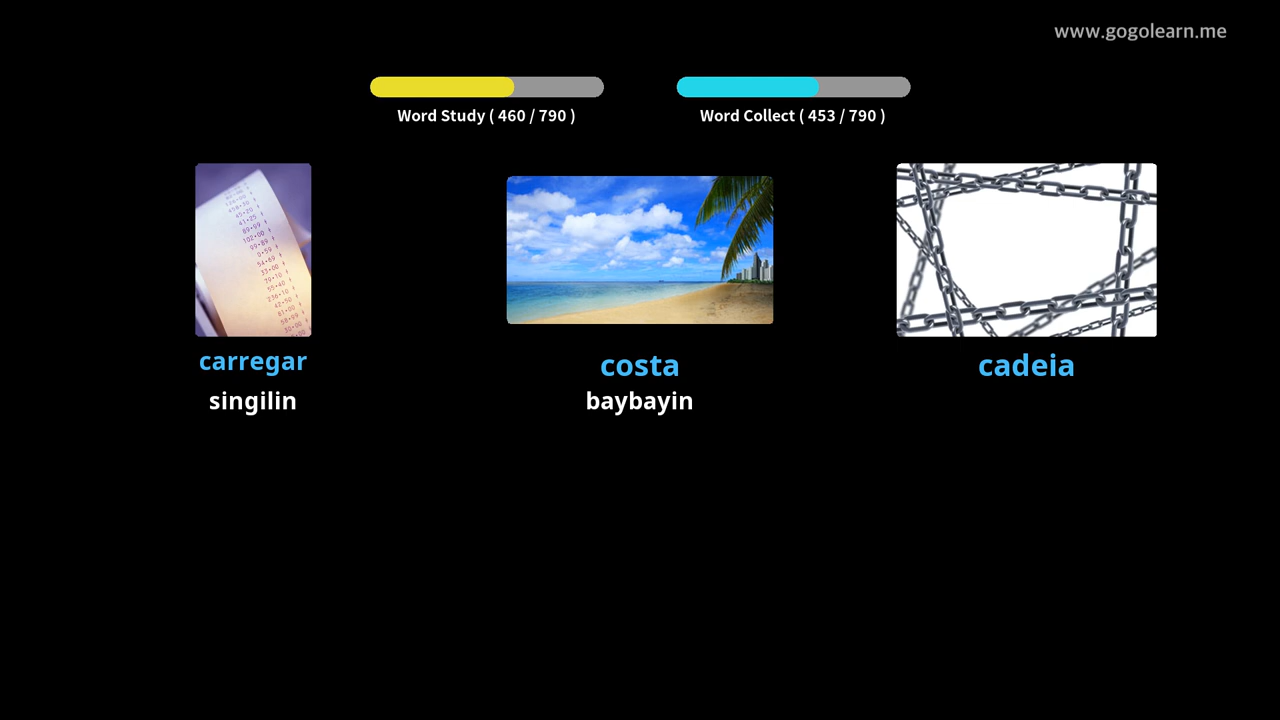 www.gogolearn.me
Word Study ( 460 / 790 )
Word Collect ( 453 / 790 )
carregar
costa
cadeia
singilin
baybayin